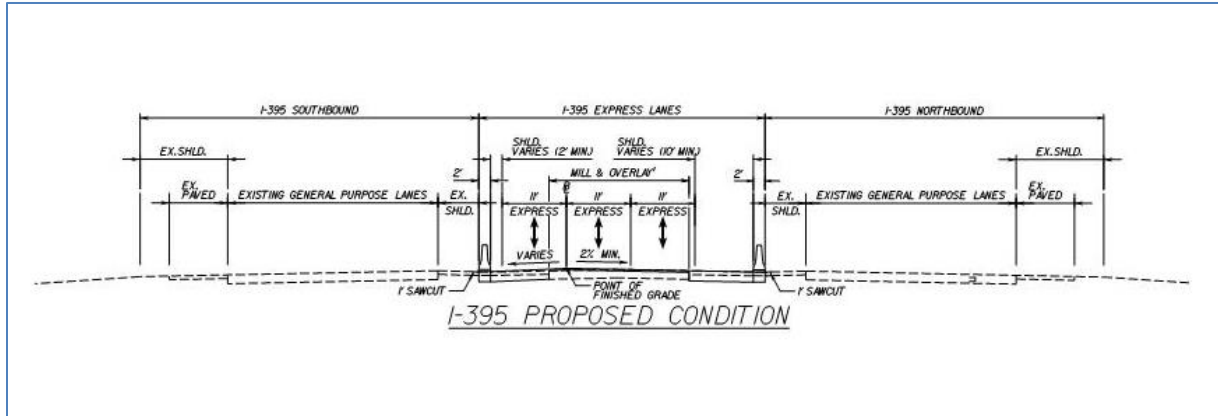 I-395 SOUTHBOUND
I-395 EXPRESS LANES
I-395 NORTHBOUND
SHLD.
VARIES (2' MIN.)
SHLD.
VARIES (10' MIN.)
EX. SHLD.
EX. SHLD.
2'
MILL & OVERLAY
2'
EX.
PAVED
EXISTING GENERAL PURPOSE LANES
EX.
SHLD.
11'
EXPRESS
11'
EXPRESS
11'
EXPRESS
EX.
SHLD.
EXISTING GENERAL PURPOSE LANES
EX.
PAVED
VARIES
2% MIN.
1' SAWCUT
POINT OF
FINISHED GRADE
1' SAWCUT
I-395 PROPOSED CONDITION